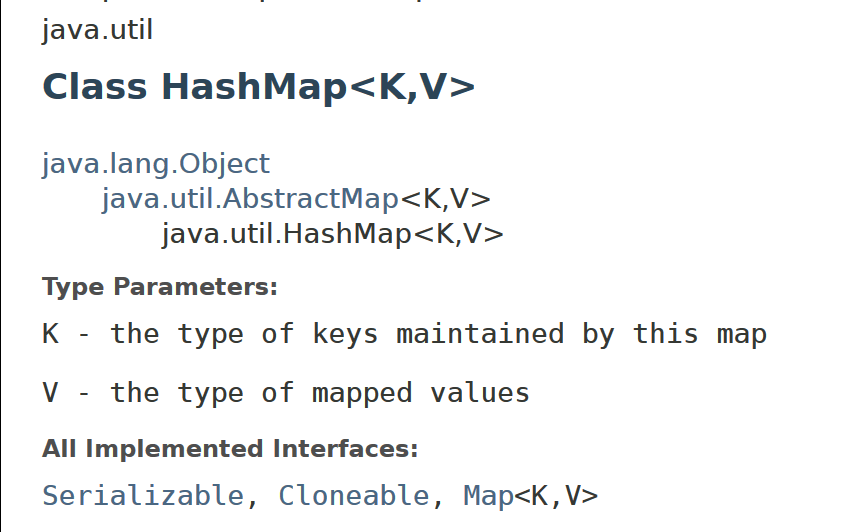 java.util
Class HashMap<K,V>
java.lang.Object
java.util.AbstractMap<K,V>
java.util.HashMap<K,V>
Type Parameters:
K - the type of keys maintained by this map
V - the type of mapped values
All Implemented Interfaces:
Serializable, Cloneable, Map<K,V>